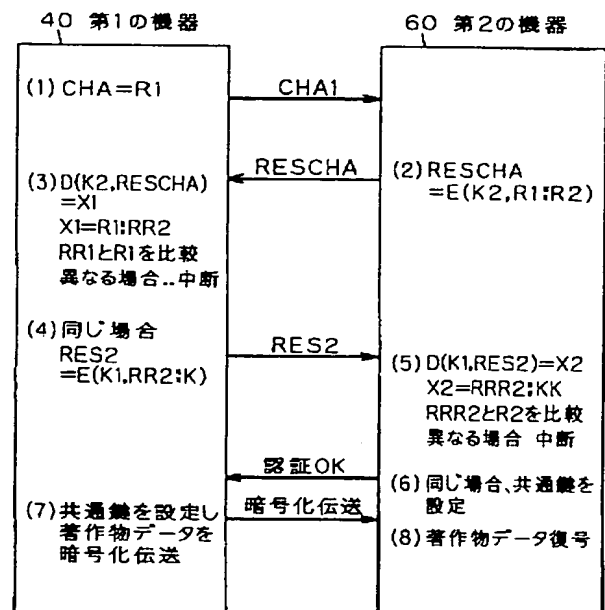 40 第1の機器
60 第2の機器
(1) CHA=R1
CHA1
RESCHA
(2) RESCHA
=E(K2,R1:R2)
(3) D(K2,RESCHA)
=X1
X1=R1:RR2
RR1とR1を比較
異なる場合‥中断
(4) 同じ場合
RES2
=E(K1,RR2:K)
RES2
(5) D(K1,RES2)=X2
X2=RRR2:KK
RRR2とR2を比較
異なる場合 中断
認証OK
(6) 同じ場合、共通鍵を
設定
(7) 共通鍵を設定し
著作物データを
暗号化伝送
暗号化伝送
(8) 著作物データ復号